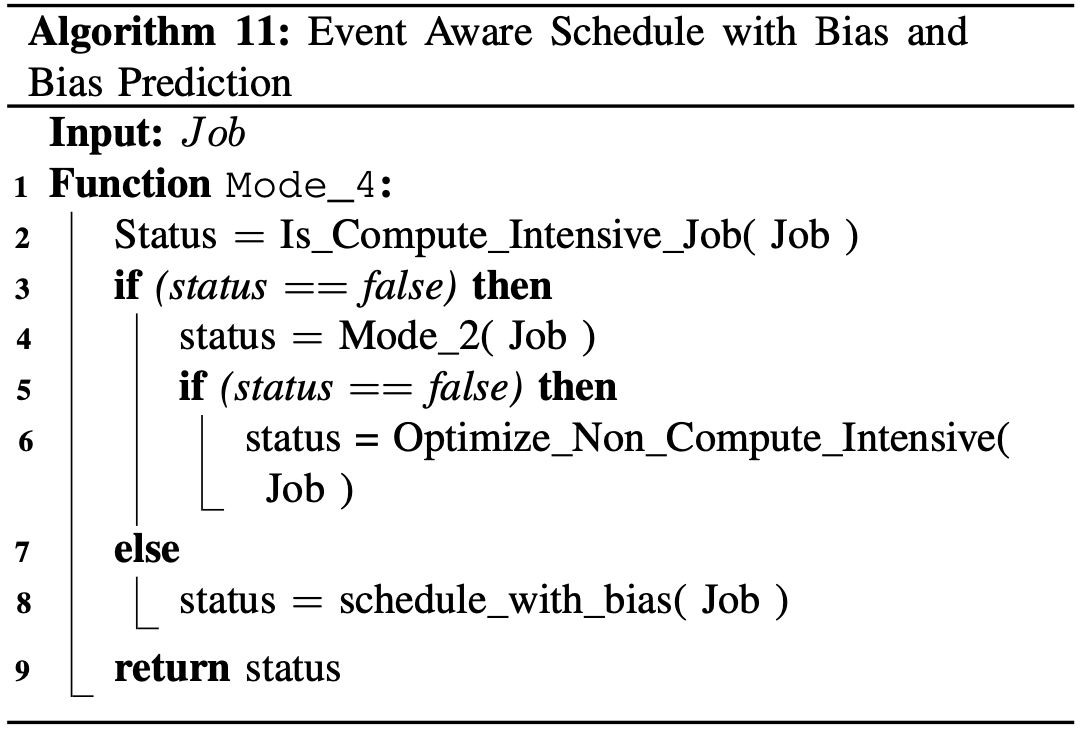 Algorithm 11: Event Aware Schedule with Bias and
Bias Prediction
Input: Job
1 Function Mode_4:
2 Status = Is_Compute_Intensive_Job( Job )
3 if (status == false) then
4 status = Mode_2( Job )
5 if (status == false) then
6 status = Optimize_Non_Compute_Intensive(
Job )
7 else
8 status = schedule_with_bias( Job )
9 return status